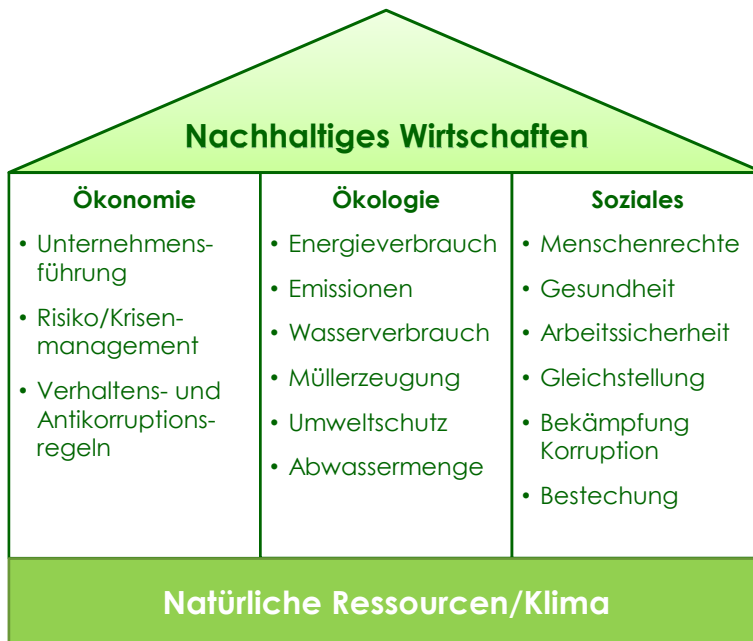 Nachhaltiges Wirtschaften
Ökonomie
• Unternehmens-
führung
• Risiko/Krisen-
management
• Verhaltens- und
Antikorruptions-
regeln
Ökologie
• Energieverbrauch
• Emissionen
• Wasserverbrauch
• Müllerzeugung
• Umweltschutz
• Abwassermenge
Soziales
• Menschenrechte
• Gesundheit
• Arbeitssicherheit
• Gleichstellung
• Bekämpfung
Korruption
• Bestechung
Natürliche Ressourcen/Klima